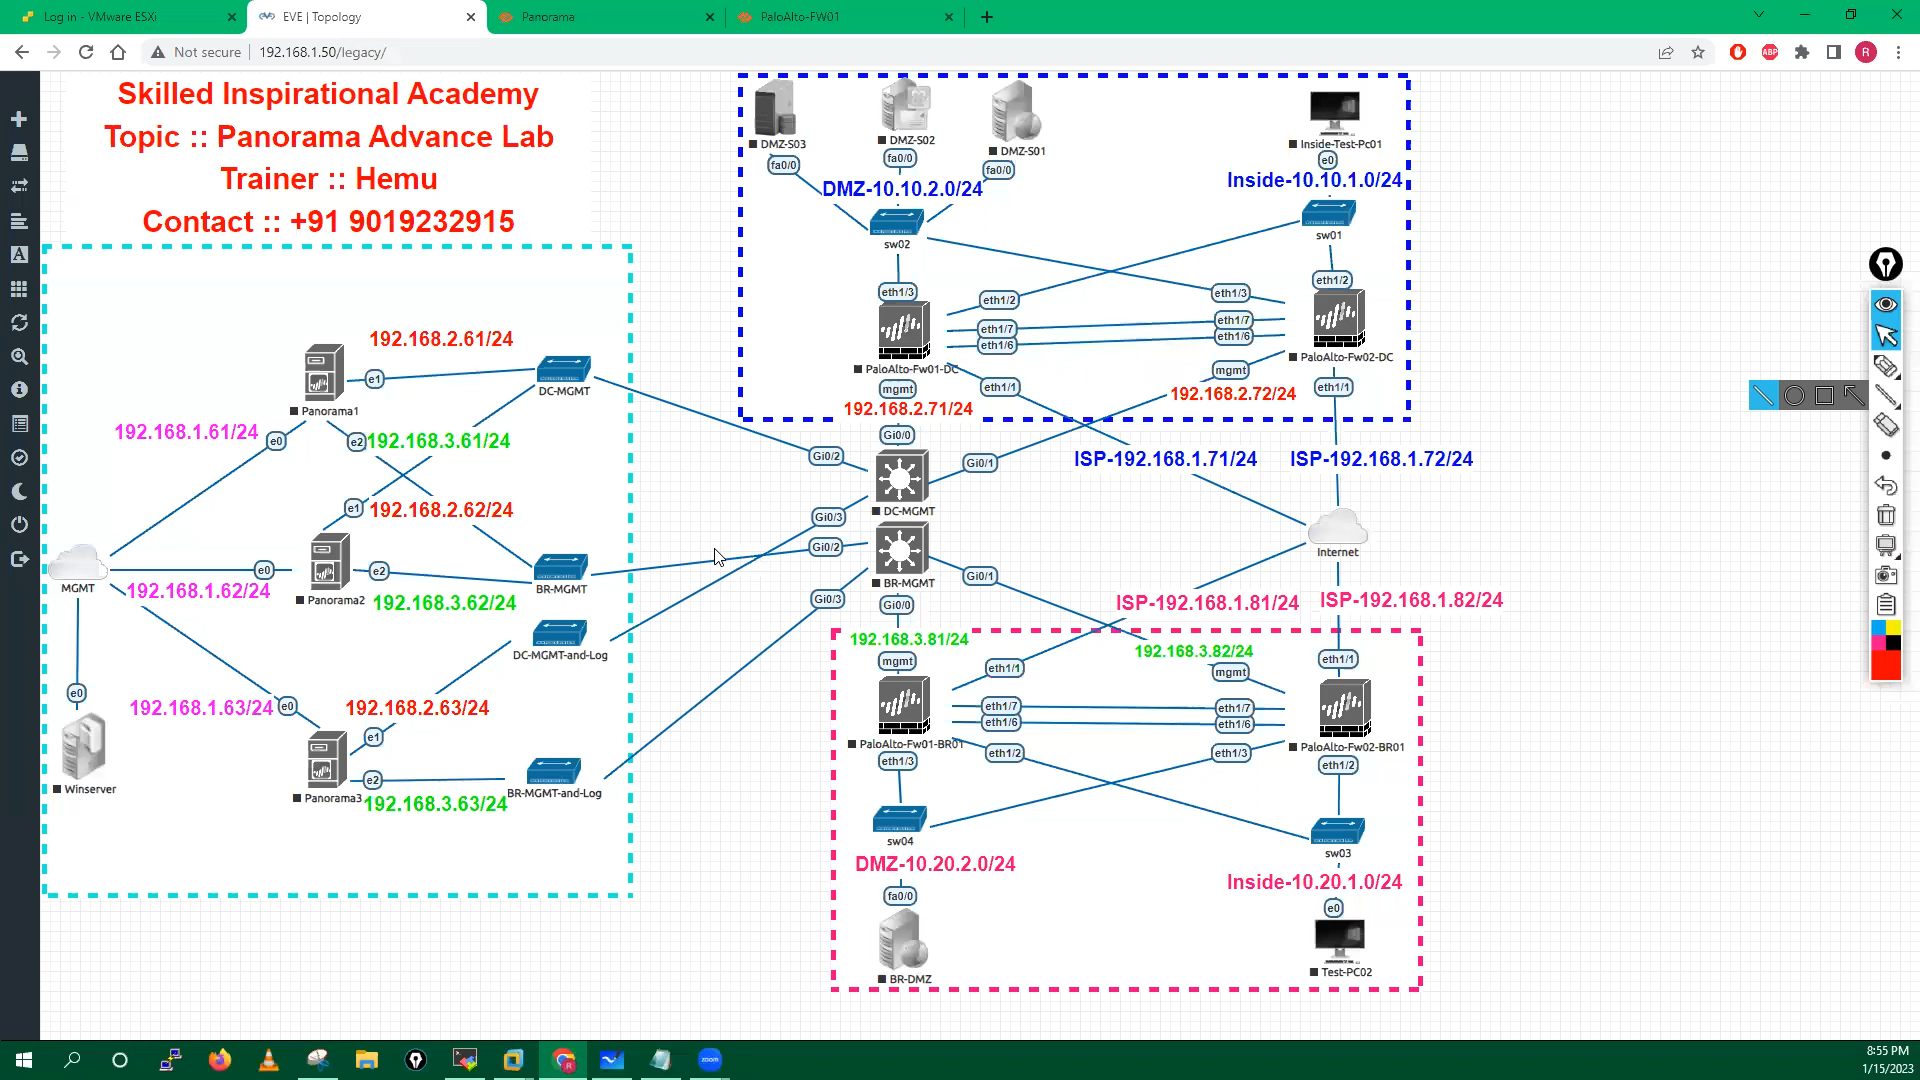 Log in - VMware ESXi
EVE | Topology
Panorama
PaloAlto-FW01
Not secure
192.168.1.50/legacy/
Skilled Inspirational Academy
Topic :: Panorama Advance Lab
Trainer :: Hemu
Contact :: +91 9019232915
DMZ-S03
DMZ-S02
DMZ-S01
Inside-Test-Pc01
fa0/0
fa0/0
fa0/0
e0
DMZ-10.10.2.0/24
Inside-10.10.1.0/24
sw02
sw01
eth1/3
eth1/2
eth1/3
eth1/2
eth1/7
eth1/7
eth1/6
eth1/6
PaloAlto-Fw01-DC
PaloAlto-Fw02-DC
mgmt
eth1/1
mgmt
eth1/1
192.168.2.71/24
192.168.2.72/24
192.168.2.61/24
e1
DC-MGMT
Panorama1
192.168.1.61/24
e0
e2
192.168.3.61/24
e1
192.168.2.62/24
MGMT
e0
e2
BR-MGMT
192.168.1.62/24
Panorama2
192.168.3.62/24
DC-MGMT-and-Log
e0
192.168.1.63/24
e0
192.168.2.63/24
e1
Winserver
Panorama3
e2
192.168.3.63/24
BR-MGMT-and-Log
Gi0/0
Gi0/2
Gi0/1
ISP-192.168.1.71/24
ISP-192.168.1.72/24
DC-MGMT
Gi0/3
Gi0/2
Internet
BR-MGMT
Gi0/1
Gi0/3
Gi0/0
ISP-192.168.1.81/24
ISP-192.168.1.82/24
192.168.3.81/24
192.168.3.82/24
mgmt
eth1/1
mgmt
eth1/1
eth1/7
eth1/7
eth1/6
eth1/6
PaloAlto-Fw01-BR01
PaloAlto-Fw02-BR01
eth1/3
eth1/2
eth1/3
eth1/2
sw04
sw03
DMZ-10.20.2.0/24
Inside-10.20.1.0/24
fa0/0
e0
BR-DMZ
Test-PC02
ABP
R
zoom
8:55 PM
1/15/2023